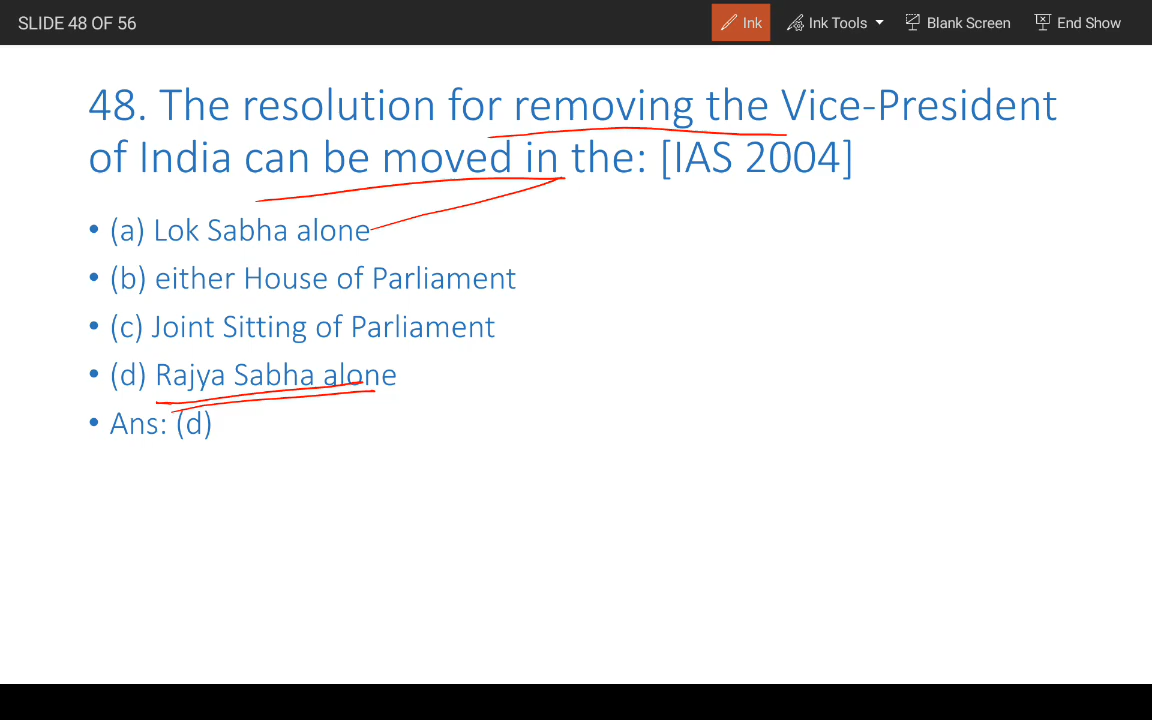 SLIDE 48 OF 56
Ink
Ink Tools
Blank Screen
End Show
48. The resolution for removing the Vice-President
of India can be moved in the: [IAS 2004]
• (a) Lok Sabha alone
• (b) either House of Parliament
• (c) Joint Sitting of Parliament
• (d) Rajya Sabha alone
• Ans: (d)